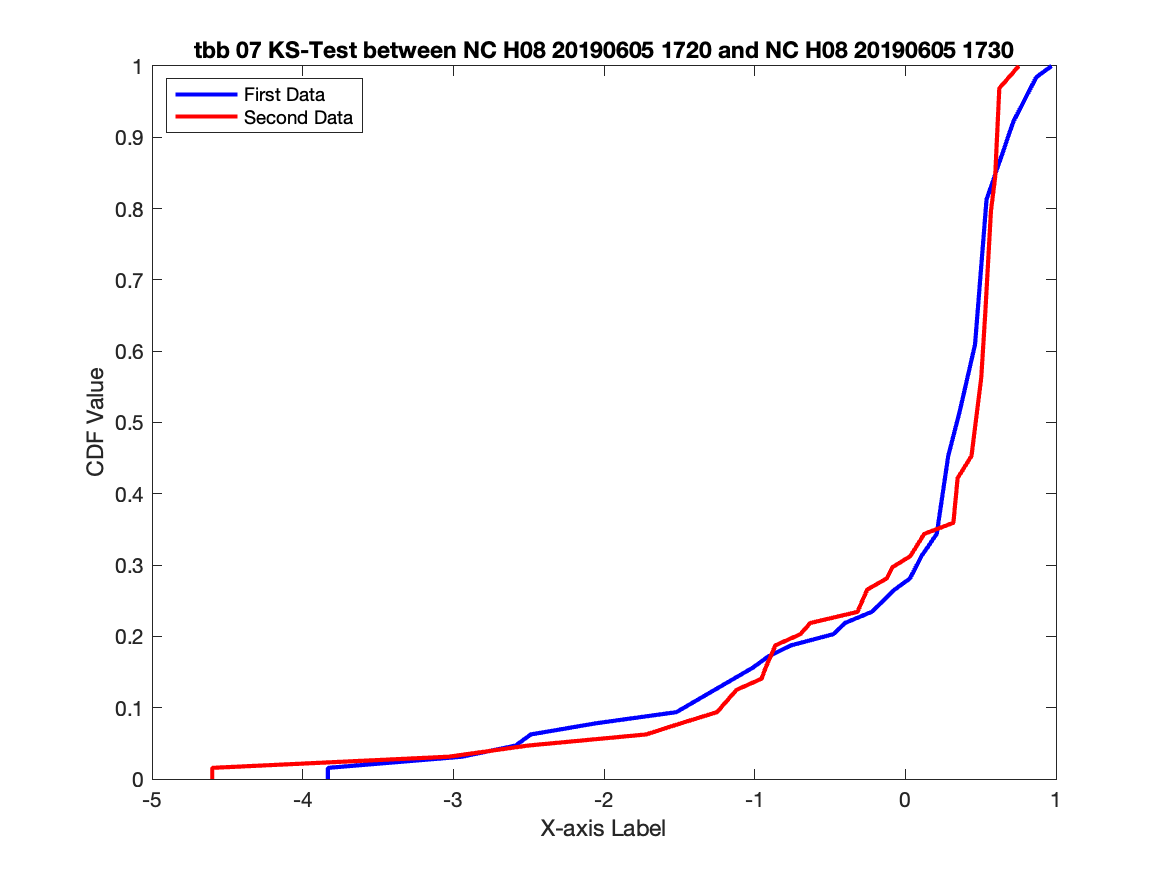 tbb 07 KS-Test between NC H08 20190605 1720 and NC H08 20190605 1730
First Data
Second Data
1
0.9
0.8
0.7
0.6
0.5
0.4
0.3
0.2
0.1
0
CDF Value
-5 -4 -3 -2 -1 0 1
X-axis Label